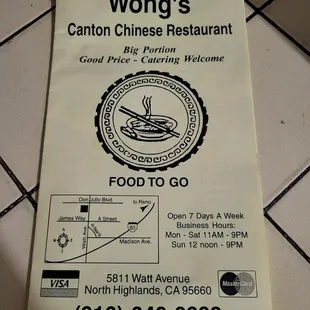 Wong's
Canton Chinese Restaurant
Big Portion
Good Price - Catering Welcome
FOOD TO GO
Don Julio Blvd.
to Reno
James Way
A Street
80
Watt
Madison Ave.
Open 7 Days A Week
Business Hours:
Mon - Sat 11AM - 9PM
Sun 12 noon - 9PM
VISA
5811 Watt Avenue
North Highlands, CA 95660
MasterCard